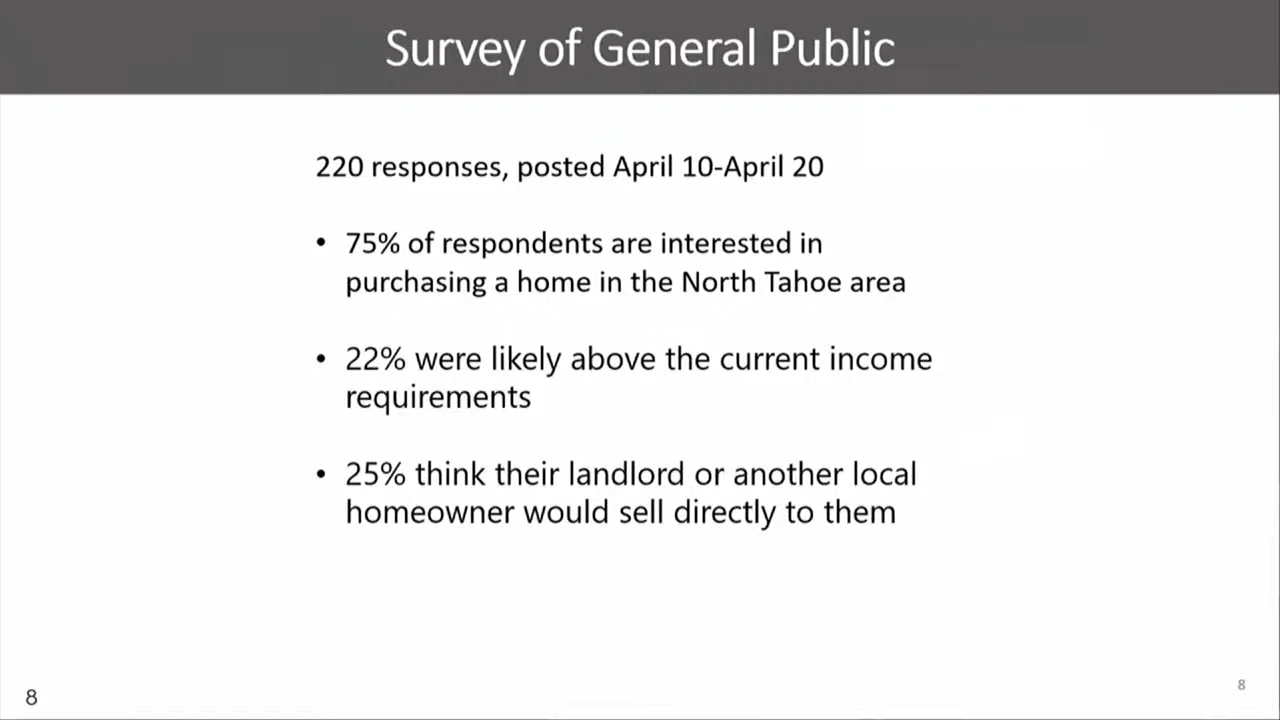 Survey of General Public
220 responses, posted April 10-April 20
• 75% of respondents are interested in
purchasing a home in the North Tahoe area
• 22% were likely above the current income
requirements
• 25% think their landlord or another local
homeowner would sell directly to them
8
8